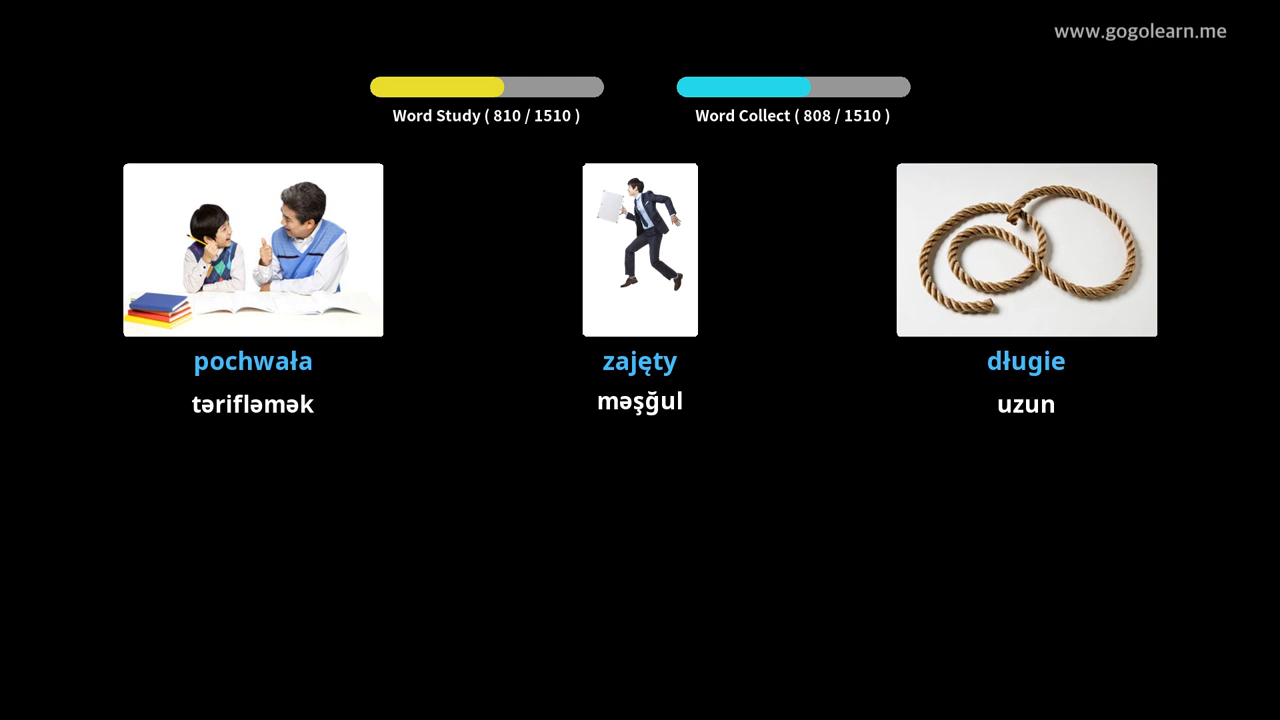 www.gogolearn.me
Word Study ( 810 / 1510 )
Word Collect ( 808 / 1510 )
pochwała
tərifləmək
zajęty
məşğul
długie
uzun